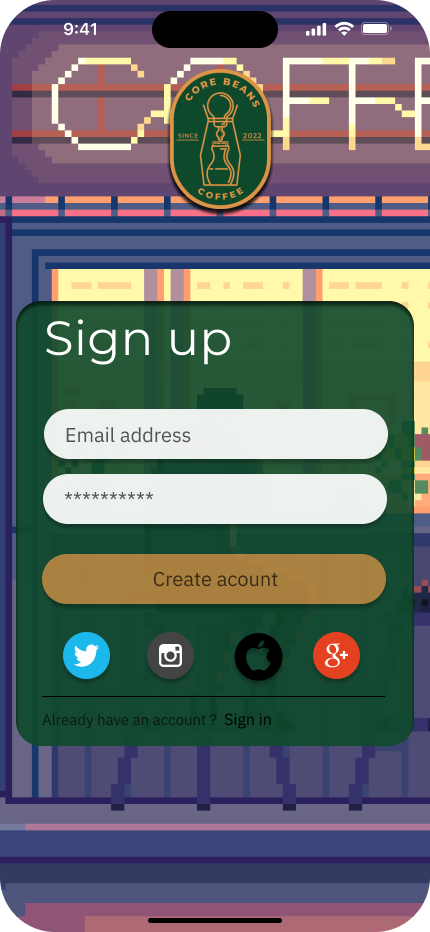 9:41
COFFE
CORE BEANS
SINCE 2022
COFFEE
Sign up
Email address
**********
Create acount
Already have an account ? Sign in